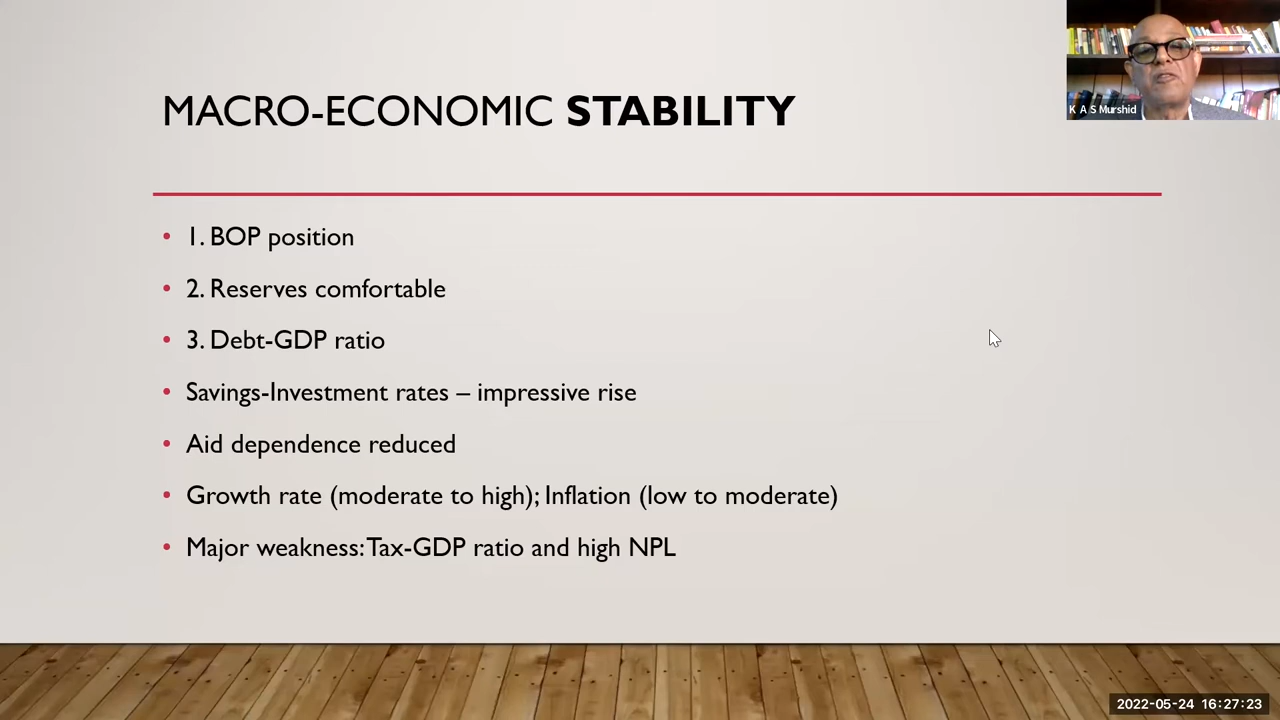 K A S Murshid
MACRO-ECONOMIC STABILITY
• 1. BOP position
• 2. Reserves comfortable
• 3. Debt-GDP ratio
• Savings-Investment rates – impressive rise
• Aid dependence reduced
• Growth rate (moderate to high); Inflation (low to moderate)
• Major weakness: Tax-GDP ratio and high NPL
2022-05-24 16:27:23